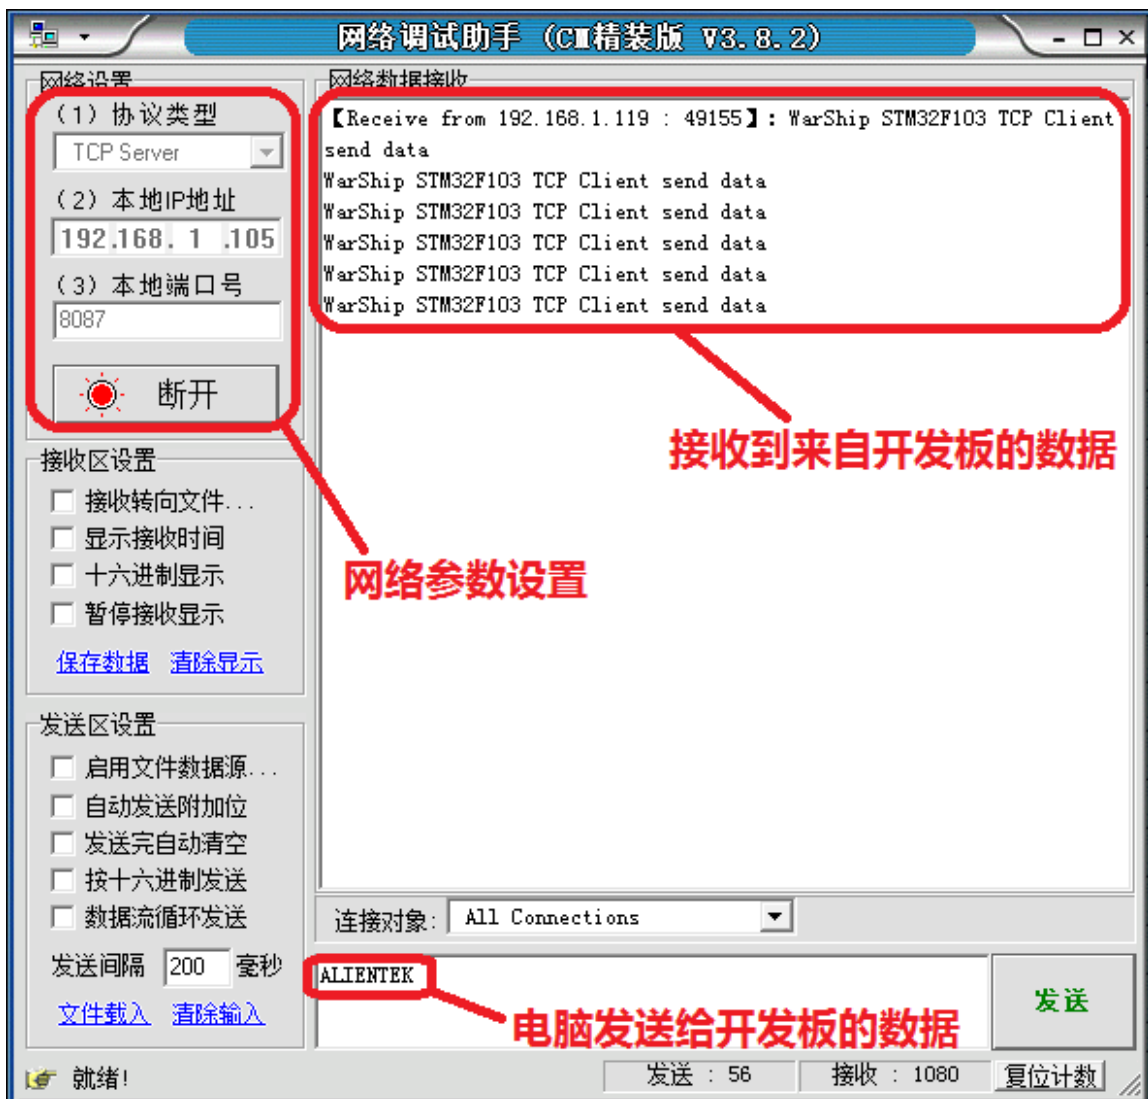 网络调试助手 (CM精装版 V3.8.2)
网络设置
(1) 协议类型
TCP Server
(2) 本地IP地址
192.168. 1 .105
(3) 本地端口号
8087
断开
接收区设置
接收转向文件...
显示接收时间
十六进制显示
暂停接收显示
保存数据 清除显示
发送区设置
启用文件数据源...
自动发送附加位
发送完自动清空
按十六进制发送
数据流循环发送
发送间隔 200 毫秒
文件载入 清除输入
网络数据接收
【Receive from 192.168.1.119 : 49155】: WarShip STM32F103 TCP Client
send data
WarShip STM32F103 TCP Client send data
WarShip STM32F103 TCP Client send data
WarShip STM32F103 TCP Client send data
WarShip STM32F103 TCP Client send data
WarShip STM32F103 TCP Client send data
接收到来自开发板的数据
网络参数设置
连接对象: All Connections
ALIENTEK
电脑发送给开发板的数据
发送
就绪!
发送 : 56
接收 : 1080
复位计数